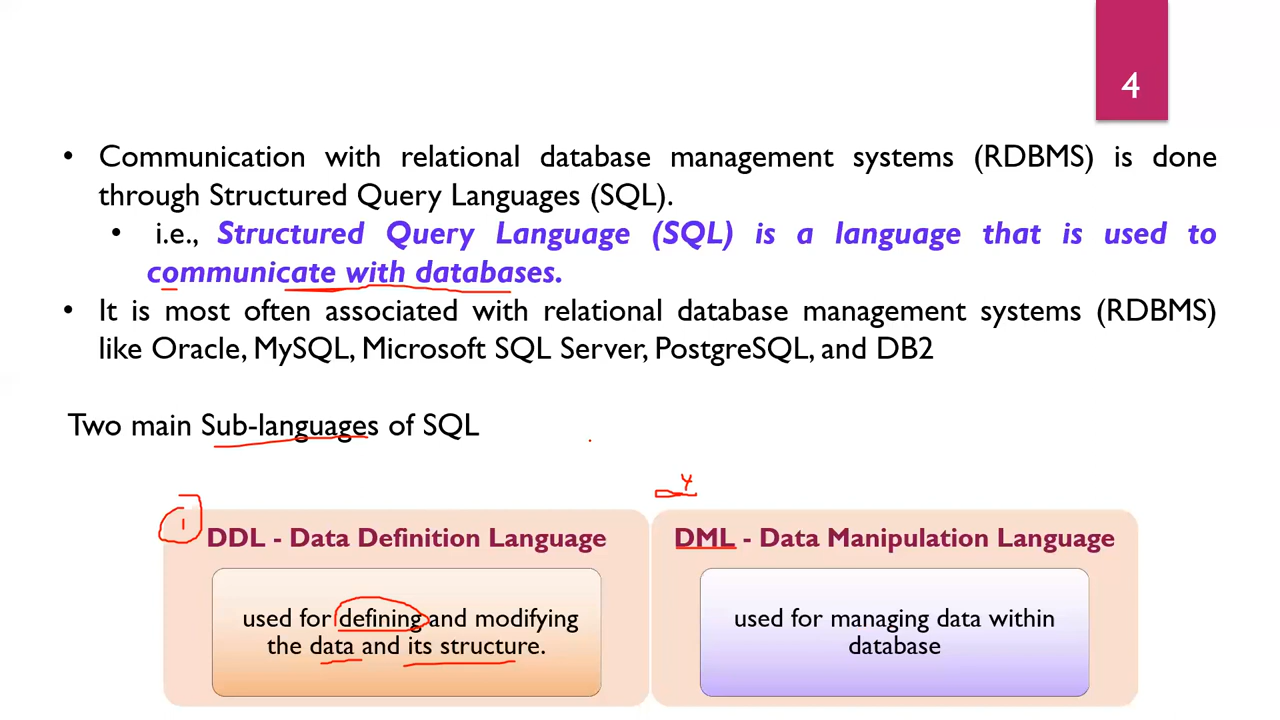 4
• Communication with relational database management systems (RDBMS) is done
through Structured Query Languages (SQL).
• i.e., Structured Query Language (SQL) is a language that is used to
communicate with databases.
• It is most often associated with relational database management systems (RDBMS)
like Oracle, MySQL, Microsoft SQL Server, PostgreSQL, and DB2
Two main Sub-languages of SQL
1
DDL - Data Definition Language
used for defining and modifying
the data and its structure.
DML - Data Manipulation Language
used for managing data within
database